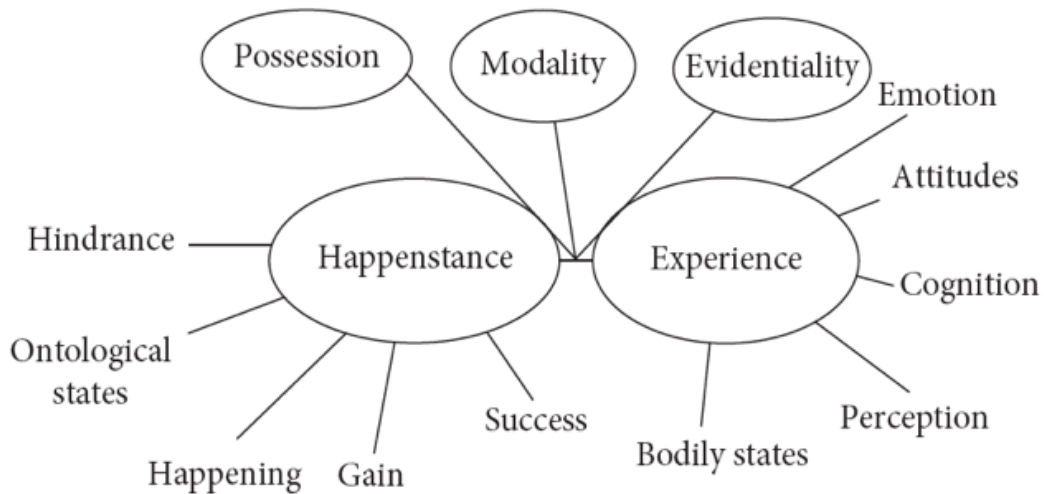 Possession
Modality
Evidentiality
Emotion
Attitudes
Hindrance
Happenstance
Experience
Cognition
Ontological
states
Success
Perception
Happening
Gain
Bodily states